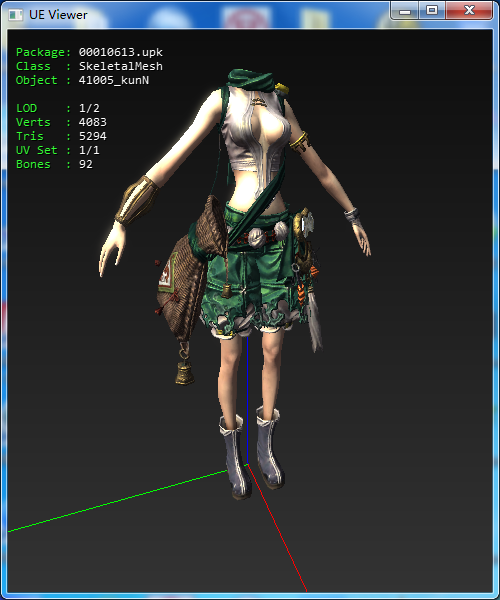 UE Viewer
Package: 00010613.upk
Class : SkeletalMesh
Object : 41005_kunN
LOD : 1/2
Verts : 4083
Tris : 5294
UV Set : 1/1
Bones : 92